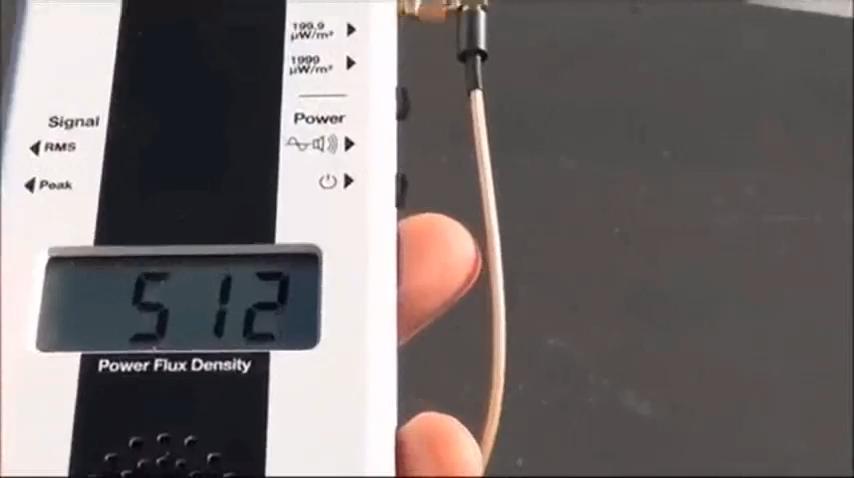 199.9
µW/m²
1999
µW/m²
Signal
Power
RMS
Peak
512
Power Flux Density